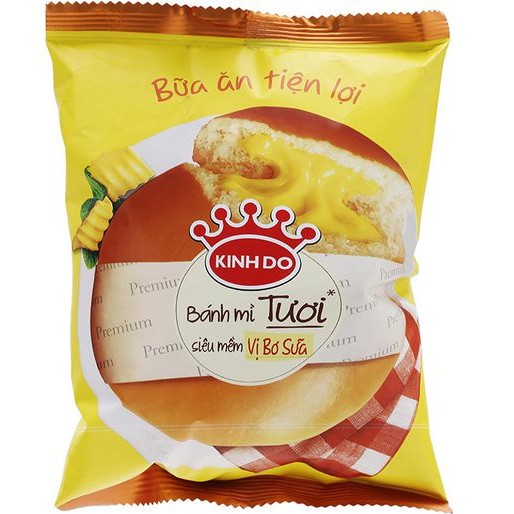 Bữa ăn tiện lợi
KINH DO
Bánh mì Tươi*
siêu mềm Vị Bơ Sữa
Premium Premium
Premium Premium